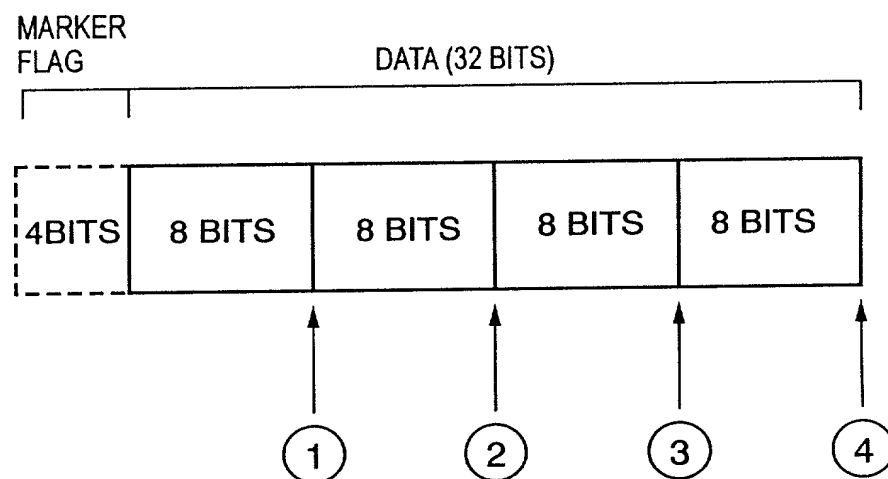 MARKER
FLAG
DATA (32 BITS)
4BITS 8 BITS 8 BITS 8 BITS 8 BITS
1 2 3 4